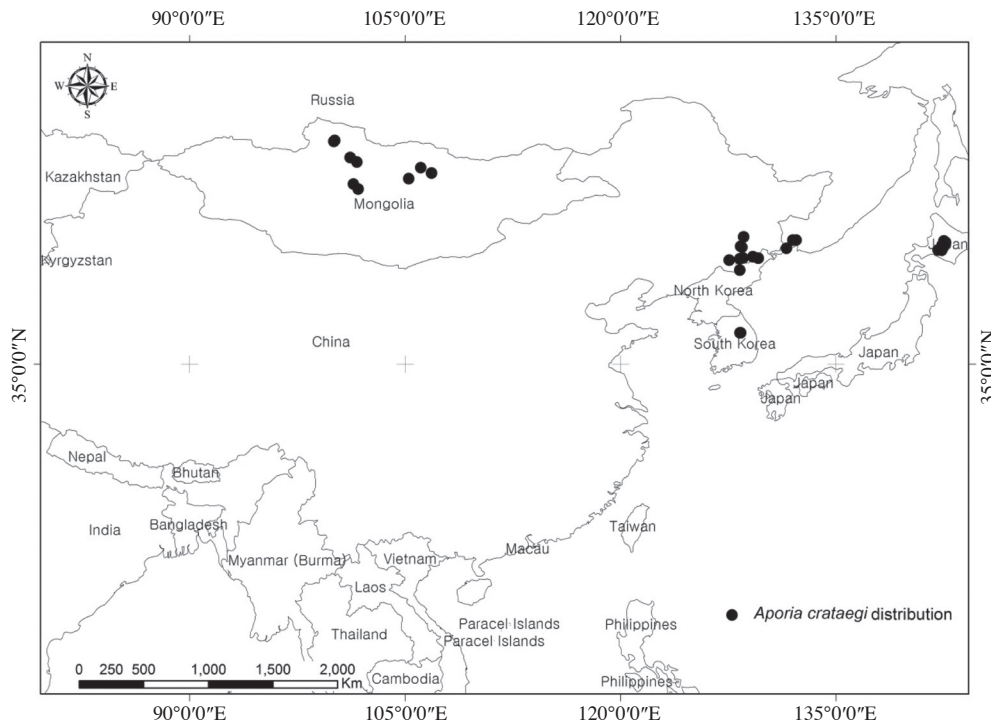 90°0′0″E 105°0′0″E 120°0′0″E 135°0′0″E
N
W E
S
Russia
Kazakhstan
Mongolia
Kyrgyzstan
Japan
North Korea
China
South Korea
Japan
35°0′0″N
35°0′0″N
Japan
Japan
Nepal
Bhutan
India
Bangladesh
Taiwan
Macau
Myanmar (Burma)
Vietnam
Laos
Thailand
Paracel Islands
Paracel Islands
Philippines
Aporia crataegi distribution
Cambodia
Philippines
0 250 500 1,000 1,500 2,000
Km
90°0′0″E 105°0′0″E 120°0′0″E 135°0′0″E